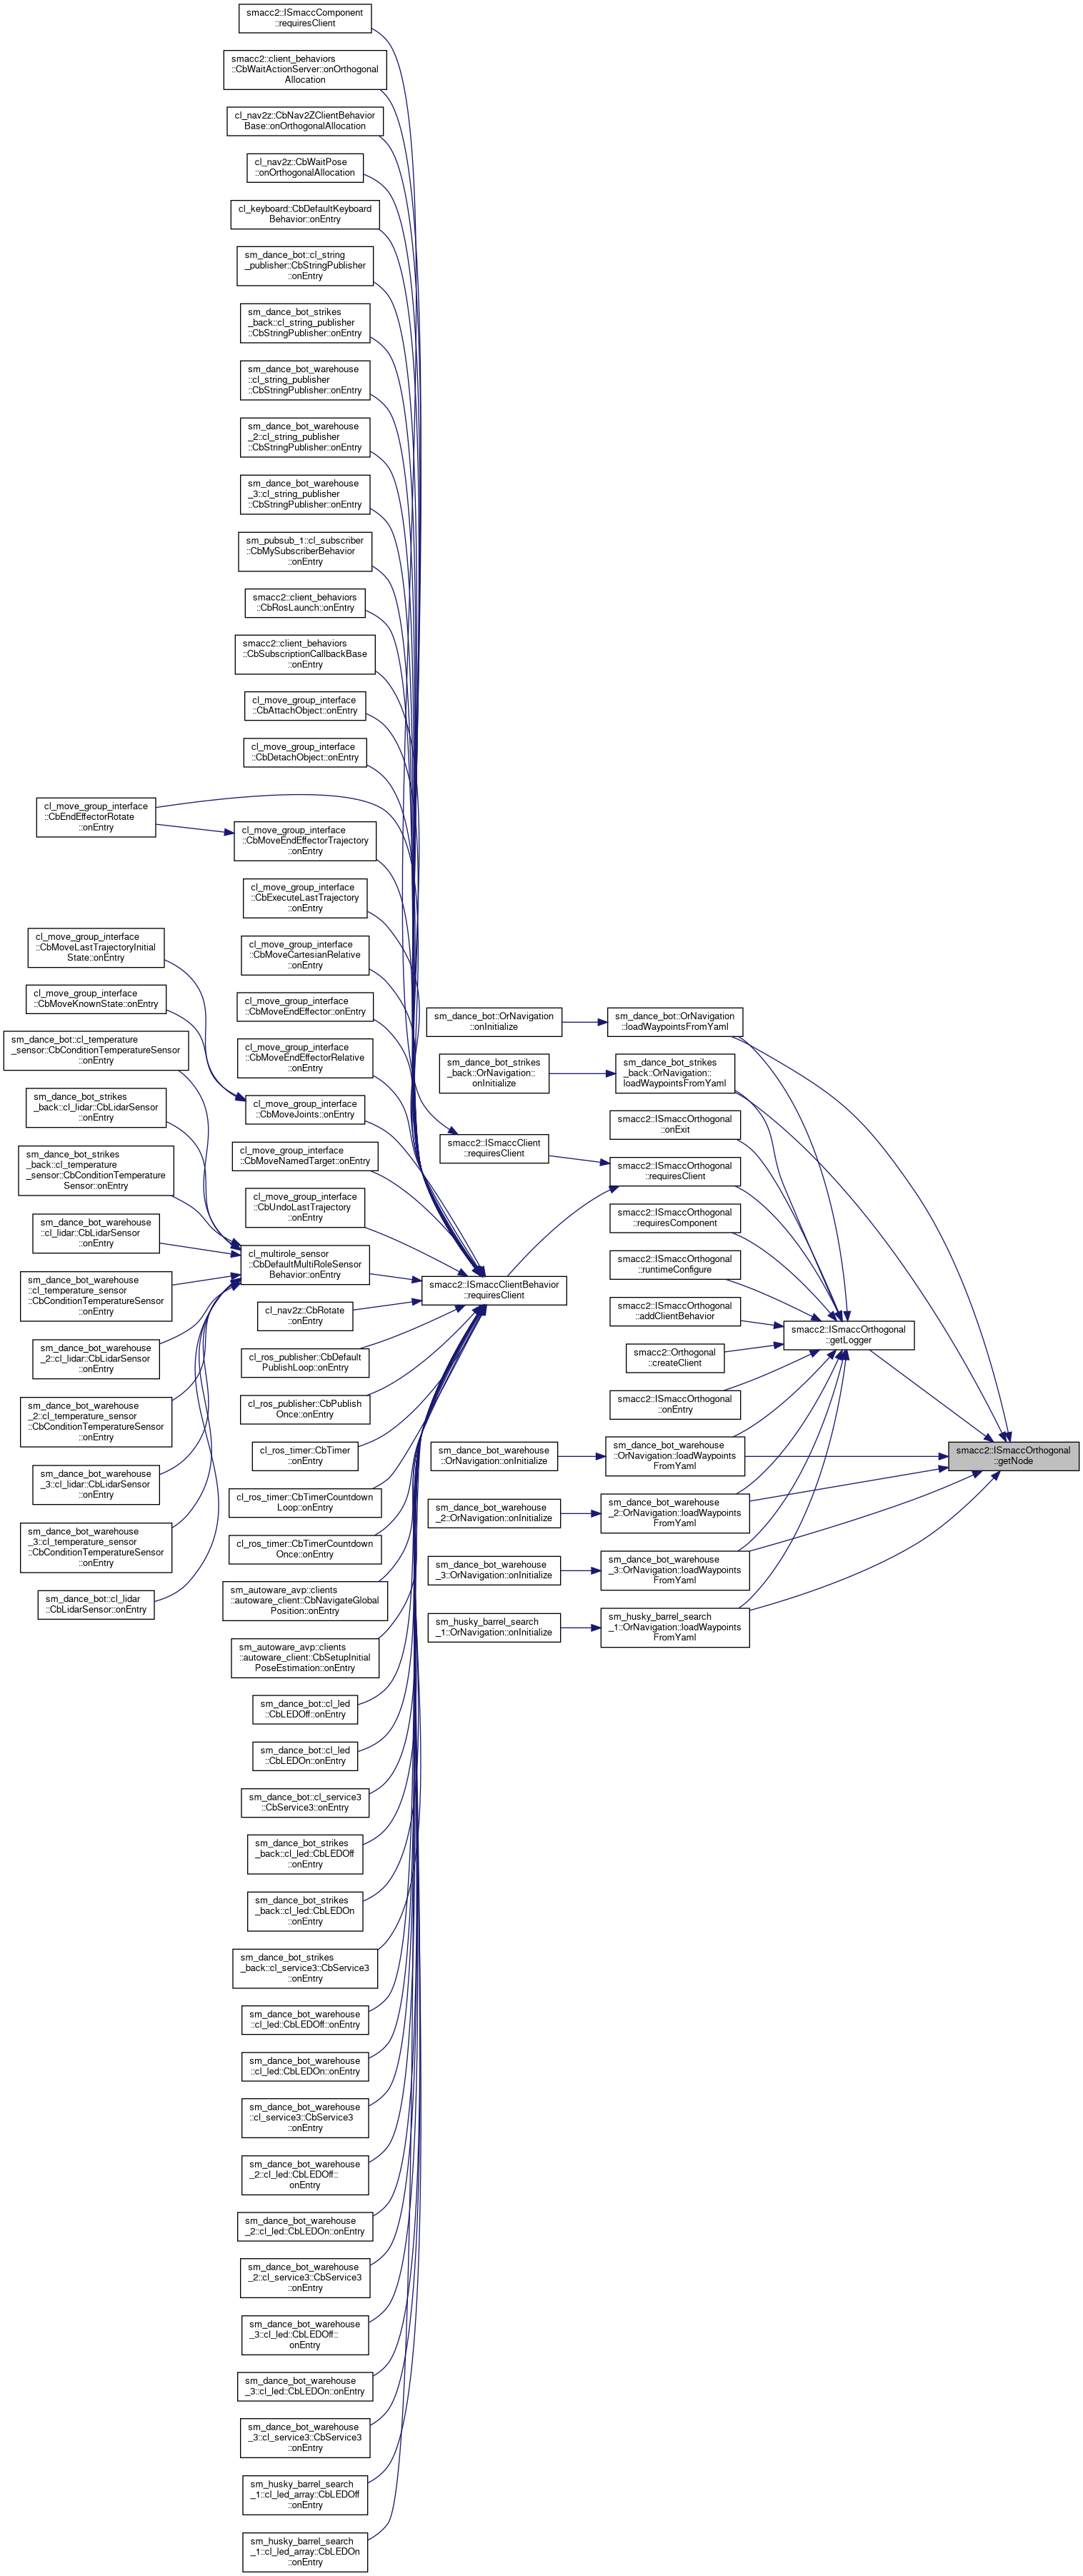 smacc2::ISmaccComponent
::requiresClient
smacc2::client_behaviors
::CbWaitActionServer::onOrthogonal
Allocation
cl_nav2z::CbNav2ZClientBehavior
Base::onOrthogonalAllocation
cl_nav2z::CbWaitPose
::onOrthogonalAllocation
cl_keyboard::CbDefaultKeyboard
Behavior::onEntry
sm_dance_bot::cl_string
_publisher::CbStringPublisher
::onEntry
sm_dance_bot_strikes
_back::cl_string_publisher
::CbStringPublisher::onEntry
sm_dance_bot_warehouse
::cl_string_publisher
::CbStringPublisher::onEntry
sm_dance_bot_warehouse
_2::cl_string_publisher
::CbStringPublisher::onEntry
sm_dance_bot_warehouse
_3::cl_string_publisher
::CbStringPublisher::onEntry
sm_pubsub_1::cl_subscriber
::CbMySubscriberBehavior
::onEntry
smacc2::client_behaviors
::CbRosLaunch::onEntry
smacc2::client_behaviors
::CbSubscriptionCallbackBase
::onEntry
cl_move_group_interface
::CbAttachObject::onEntry
cl_move_group_interface
::CbDetachObject::onEntry
cl_move_group_interface
::CbEndEffectorRotate
::onEntry
cl_move_group_interface
::CbMoveEndEffectorTrajectory
::onEntry
cl_move_group_interface
::CbExecuteLastTrajectory
::onEntry
cl_move_group_interface
::CbMoveCartesianRelative
::onEntry
cl_move_group_interface
::CbMoveEndEffector::onEntry
cl_move_group_interface
::CbMoveEndEffectorRelative
::onEntry
cl_move_group_interface
::CbMoveJoints::onEntry
cl_move_group_interface
::CbMoveNamedTarget::onEntry
cl_move_group_interface
::CbUndoLastTrajectory
::onEntry
cl_multirole_sensor
::CbDefaultMultiRoleSensor
Behavior::onEntry
cl_nav2z::CbRotate
::onEntry
cl_ros_publisher::CbDefault
PublishLoop::onEntry
cl_ros_publisher::CbPublish
Once::onEntry
cl_ros_timer::CbTimer
::onEntry
cl_ros_timer::CbTimerCountdown
Loop::onEntry
cl_ros_timer::CbTimerCountdown
Once::onEntry
sm_autoware_avp::clients
::autoware_client::CbNavigateGlobal
Position::onEntry
sm_autoware_avp::clients
::autoware_client::CbSetupInitial
PoseEstimation::onEntry
sm_dance_bot::cl_led
::CbLEDOff::onEntry
sm_dance_bot::cl_led
::CbLEDOn::onEntry
sm_dance_bot::cl_service3
::CbService3::onEntry
sm_dance_bot_strikes
_back::cl_led::CbLEDOff
::onEntry
sm_dance_bot_strikes
_back::cl_led::CbLEDOn
::onEntry
sm_dance_bot_strikes
_back::cl_service3::CbService3
::onEntry
sm_dance_bot_warehouse
::cl_led::CbLEDOff::onEntry
sm_dance_bot_warehouse
::cl_led::CbLEDOn::onEntry
sm_dance_bot_warehouse
::cl_service3::CbService3
::onEntry
sm_dance_bot_warehouse
_2::cl_led::CbLEDOff::
onEntry
sm_dance_bot_warehouse
_2::cl_led::CbLEDOn::onEntry
sm_dance_bot_warehouse
_2::cl_service3::CbService3
::onEntry
sm_dance_bot_warehouse
_3::cl_led::CbLEDOff::
onEntry
sm_dance_bot_warehouse
_3::cl_led::CbLEDOn::onEntry
sm_dance_bot_warehouse
_3::cl_service3::CbService3
::onEntry
sm_husky_barrel_search
_1::cl_led_array::CbLEDOff
::onEntry
sm_husky_barrel_search
_1::cl_led_array::CbLEDOn
::onEntry
cl_move_group_interface
::CbMoveLastTrajectoryInitial
State::onEntry
cl_move_group_interface
::CbMoveKnownState::onEntry
sm_dance_bot::cl_temperature
_sensor::CbConditionTemperatureSensor
::onEntry
sm_dance_bot_strikes
_back::cl_lidar::CbLidarSensor
::onEntry
sm_dance_bot_strikes
_back::cl_temperature
_sensor::CbConditionTemperature
Sensor::onEntry
sm_dance_bot_warehouse
::cl_lidar::CbLidarSensor
::onEntry
sm_dance_bot_warehouse
::cl_temperature_sensor
::CbConditionTemperatureSensor
::onEntry
sm_dance_bot_warehouse
_2::cl_lidar::CbLidarSensor
::onEntry
sm_dance_bot_warehouse
_2::cl_temperature_sensor
::CbConditionTemperatureSensor
::onEntry
sm_dance_bot_warehouse
_3::cl_lidar::CbLidarSensor
::onEntry
sm_dance_bot_warehouse
_3::cl_temperature_sensor
::CbConditionTemperatureSensor
::onEntry
sm_dance_bot::cl_lidar
::CbLidarSensor::onEntry
sm_dance_bot::OrNavigation
::onInitialize
sm_dance_bot_strikes
_back::OrNavigation::
onInitialize
smacc2::ISmaccClient
::requiresClient
smacc2::ISmaccClientBehavior
::requiresClient
sm_dance_bot_warehouse
::OrNavigation::onInitialize
sm_dance_bot_warehouse
_2::OrNavigation::onInitialize
sm_dance_bot_warehouse
_3::OrNavigation::onInitialize
sm_husky_barrel_search
_1::OrNavigation::onInitialize
sm_dance_bot::OrNavigation
::loadWaypointsFromYaml
sm_dance_bot_strikes
_back::OrNavigation::
loadWaypointsFromYaml
smacc2::ISmaccOrthogonal
::onExit
smacc2::ISmaccOrthogonal
::requiresClient
smacc2::ISmaccOrthogonal
::requiresComponent
smacc2::ISmaccOrthogonal
::runtimeConfigure
smacc2::ISmaccOrthogonal
::addClientBehavior
smacc2::Orthogonal
::createClient
smacc2::ISmaccOrthogonal
::onEntry
sm_dance_bot_warehouse
::OrNavigation::loadWaypoints
FromYaml
sm_dance_bot_warehouse
_2::OrNavigation::loadWaypoints
FromYaml
sm_dance_bot_warehouse
_3::OrNavigation::loadWaypoints
FromYaml
sm_husky_barrel_search
_1::OrNavigation::loadWaypoints
FromYaml
smacc2::ISmaccOrthogonal
::getLogger
smacc2::ISmaccOrthogonal
::getNode